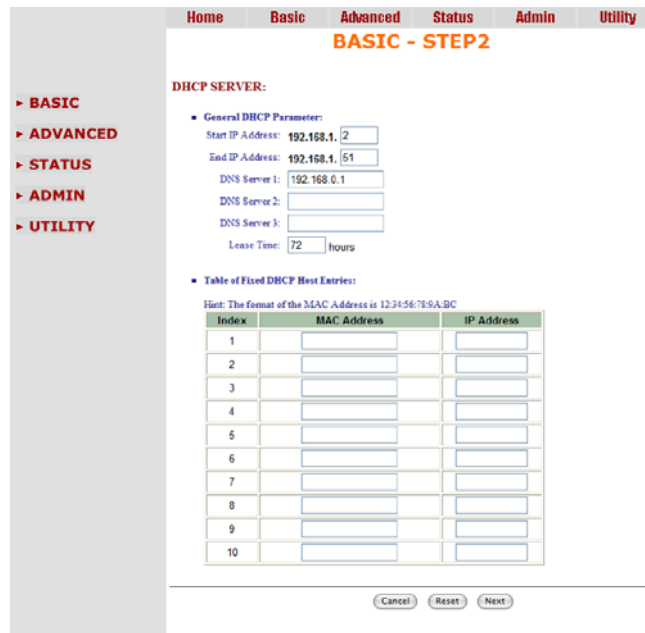 Home Basic Advanced Status Admin Utility
BASIC - STEP2
BASIC
ADVANCED
STATUS
ADMIN
UTILITY
DHCP SERVER:
General DHCP Parameter:
Start IP Address: 192.168.1. 2
End IP Address: 192.168.1. 51
DNS Server 1: 192.168.0.1
DNS Server 2:
DNS Server 3:
Lease Time: 72 hours
Table of Fixed DHCP Host Entries:
Hint: The format of the MAC Address is 12:34:56:78:9A:BC
Index MAC Address IP Address
1
2
3
4
5
6
7
8
9
10
Cancel Reset Next